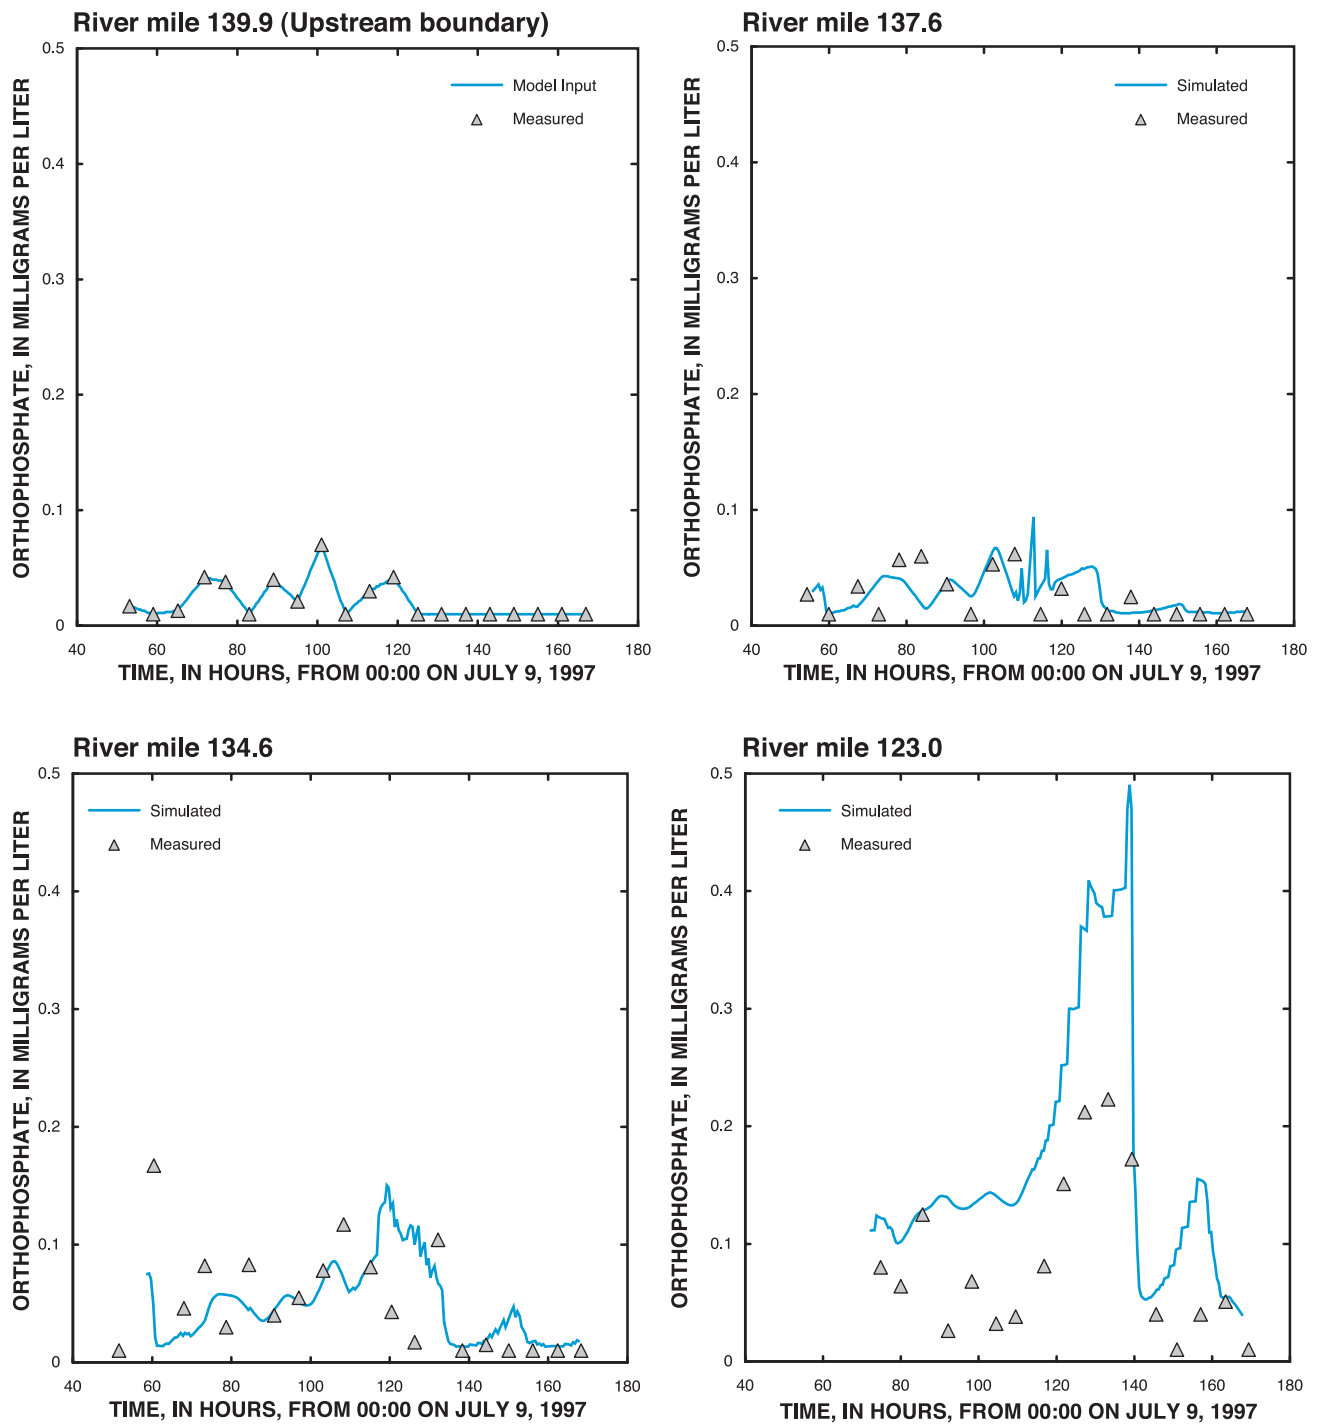 River mile 139.9 (Upstream boundary)
ORTHOPHOSPHATE, IN MILLIGRAMS PER LITER
0.5
0.4
0.3
0.2
0.1
0
Model Input
Measured
40 60 80 100 120 140 160 180
TIME, IN HOURS, FROM 00:00 ON JULY 9, 1997
River mile 137.6
ORTHOPHOSPHATE, IN MILLIGRAMS PER LITER
0.5
0.4
0.3
0.2
0.1
0
Simulated
Measured
40 60 80 100 120 140 160 180
TIME, IN HOURS, FROM 00:00 ON JULY 9, 1997
River mile 134.6
ORTHOPHOSPHATE, IN MILLIGRAMS PER LITER
0.5
0.4
0.3
0.2
0.1
0
Simulated
Measured
40 60 80 100 120 140 160 180
TIME, IN HOURS, FROM 00:00 ON JULY 9, 1997
River mile 123.0
ORTHOPHOSPHATE, IN MILLIGRAMS PER LITER
0.5
0.4
0.3
0.2
0.1
0
Simulated
Measured
40 60 80 100 120 140 160 180
TIME, IN HOURS, FROM 00:00 ON JULY 9, 1997